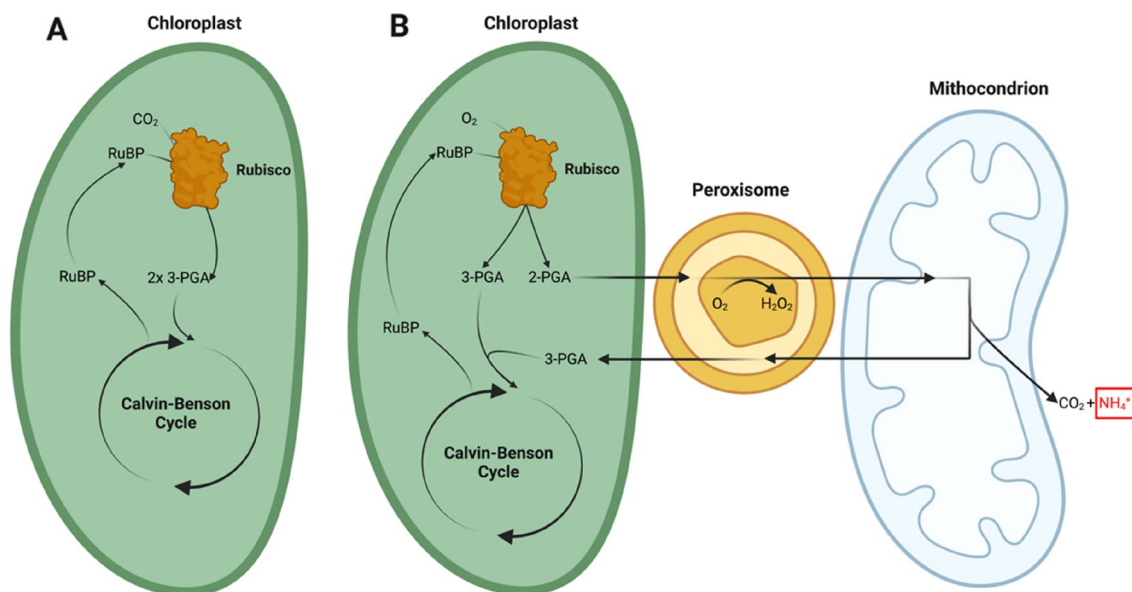 A
Chloroplast
CO₂
RuBP
Rubisco
RuBP
2x 3-PGA
Calvin-Benson
Cycle
B
Chloroplast
O₂
RuBP
Rubisco
3-PGA
2-PGA
RuBP
3-PGA
Calvin-Benson
Cycle
Peroxisome
O₂
H₂O₂
Mithocondrion
CO₂ + NH₄⁺